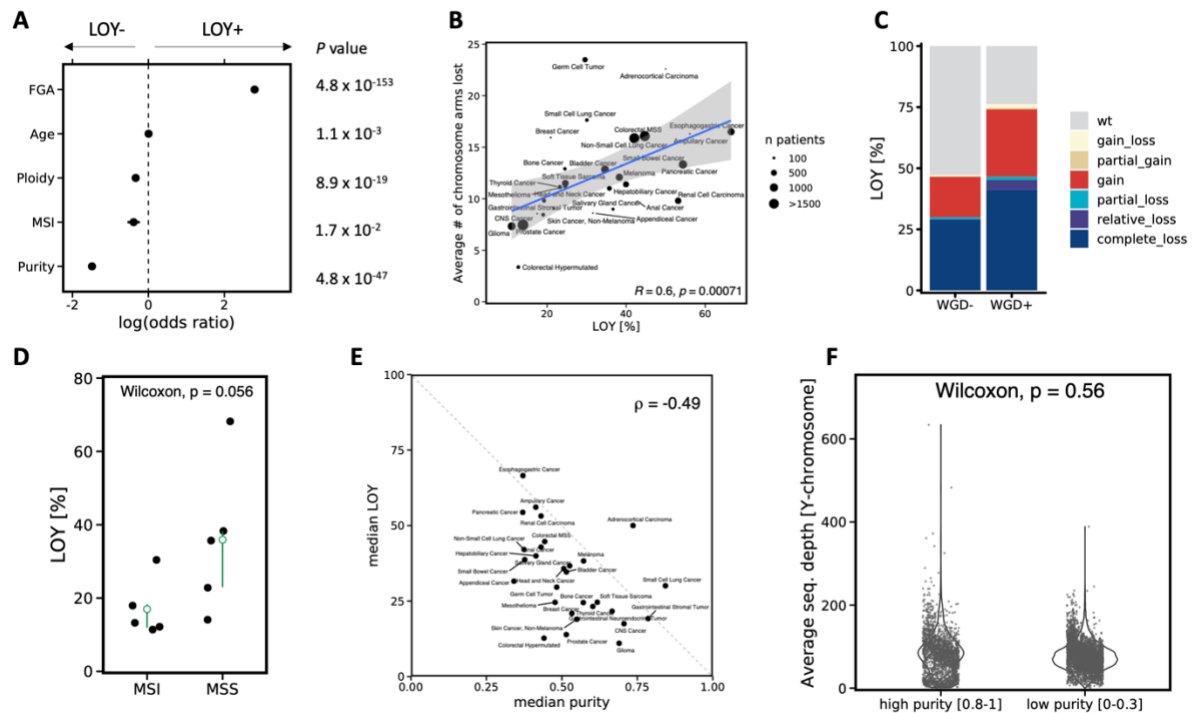 A
LOY-
LOY+
P value
FGA
4.8 x 10-153
Age
1.1 x 10-3
Ploidy
8.9 x 10-19
MSI
1.7 x 10-2
Purity
4.8 x 10-47
-2
0
2
log(odds ratio)
B
Average # of chromosome arms lost
25
20
15
10
5
0
Germ Cell Tumor
Adrenocortical Carcinoma
Small Cell Lung Cancer
Breast Cancer
Colorectal MSS
Esophagogastric Cancer
Non-Small Cell Lung Cancer
Ampullary Cancer
Bone Cancer
Bladder Cancer
Small Bowel Cancer
Pancreatic Cancer
Soft Tissue Sarcoma
Melanoma
Thyroid Cancer
Mesothelioma
Head and Neck Cancer
Hepatobiliary Cancer
Renal Cell Carcinoma
Gastrointestinal Stromal Tumor
Salivary Gland Cancer
Anal Cancer
CNS Cancer
Skin Cancer, Non-Melanoma
Appendiceal Cancer
Glioma
Prostate Cancer
Colorectal Hypermutated
R = 0.6, p = 0.00071
20
40
60
LOY [%]
n patients
100
500
1000
>1500
C
LOY [%]
100
75
50
25
0
WGD-
WGD+
wt
gain_loss
partial_gain
gain
partial_loss
relative_loss
complete_loss
D
LOY [%]
80
60
40
20
0
Wilcoxon, p = 0.056
MSI
MSS
E
median LOY
100
75
50
25
0
ρ = -0.49
Esophagogastric Cancer
Ampullary Cancer
Pancreatic Cancer
Renal Cell Carcinoma
Adrenocortical Carcinoma
Non-Small Cell Lung Cancer
Colorectal MSS
Anal Cancer
Hepatobiliary Cancer
Melanoma
Small Bowel Cancer
Salivary Gland Cancer
Bladder Cancer
Appendiceal Cancer
Head and Neck Cancer
Small Cell Lung Cancer
Germ Cell Tumor
Mesothelioma
Bone Cancer
Soft Tissue Sarcoma
Breast Cancer
Thyroid Cancer
Gastrointestinal Stromal Tumor
Gastrointestinal Neuroendocrine Tumor
Skin Cancer, Non-Melanoma
CNS Cancer
Colorectal Hypermutated
Prostate Cancer
Glioma
0.00
0.25
0.50
0.75
1.00
median purity
F
Average seq. depth [Y-chromosome]
600
400
200
0
Wilcoxon, p = 0.56
high purity [0.8-1]
low purity [0-0.3]